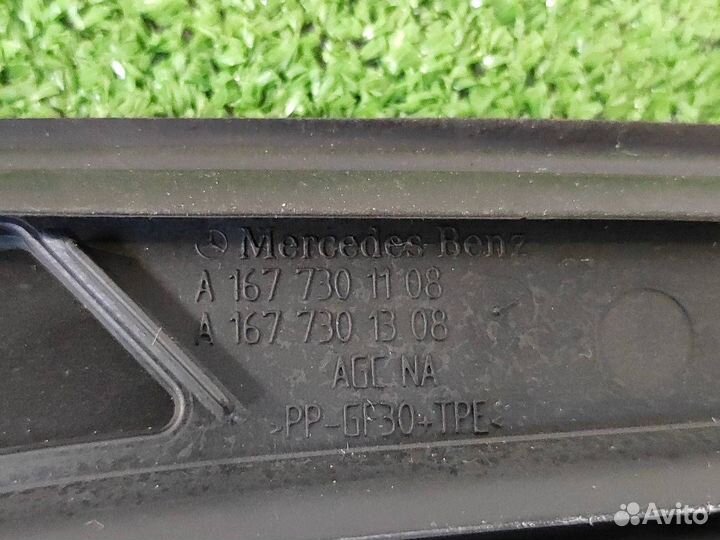 Mercedes Benz
A 167 730 11 08
A 167 730 13 08
AGC NA
>PP-GF30+TPE<
Avito